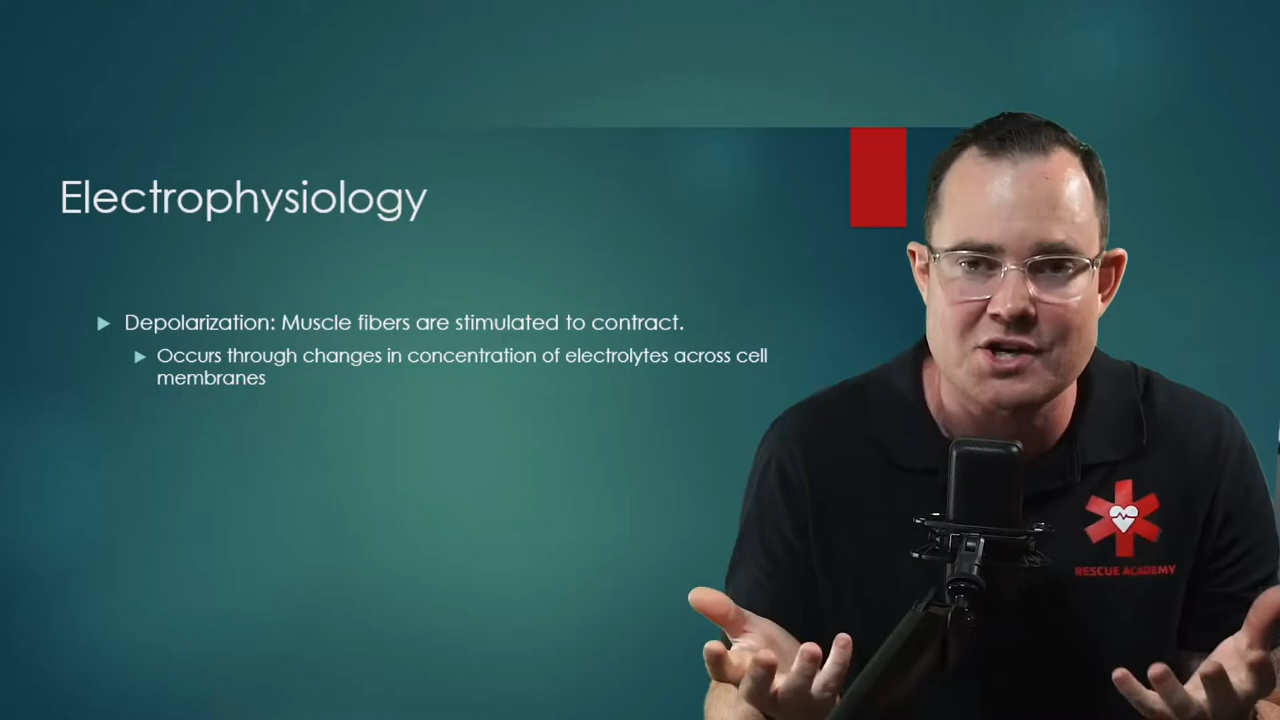 Electrophysiology
Depolarization: Muscle fibers are stimulated to contract.
Occurs through changes in concentration of electrolytes across cell
membranes
RESCUE ACADEMY